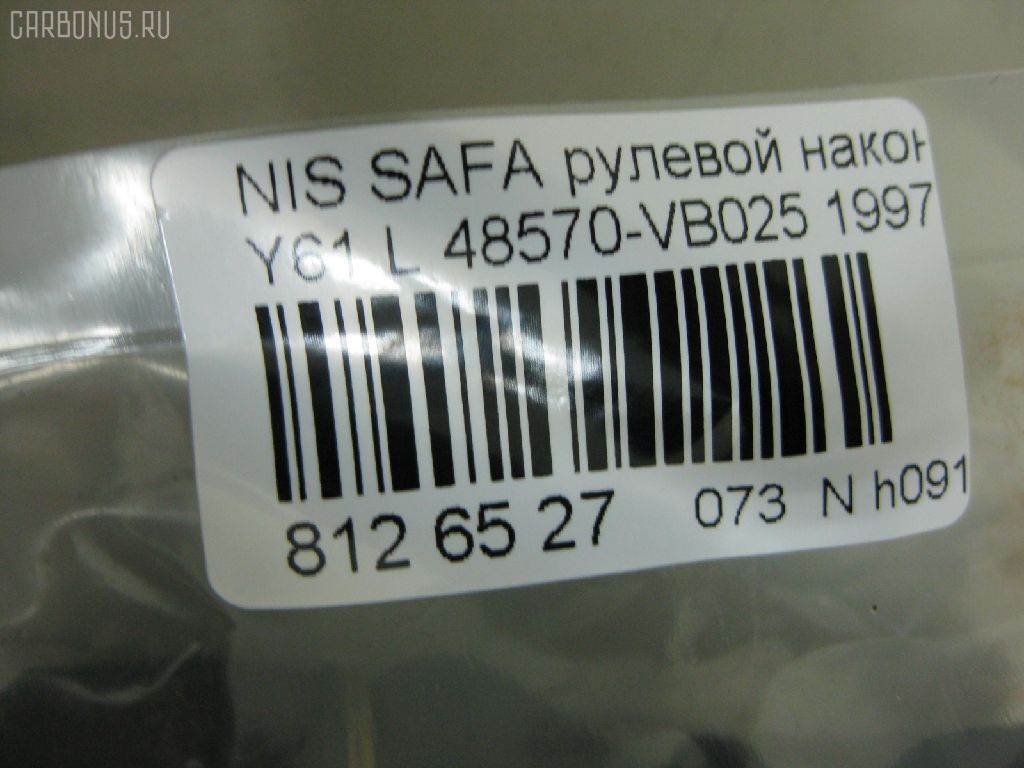 CARBONUS.RU
NIS SAFA рулевой након
Y61 L 48570-VB025 1997
812 65 27 073 N h091